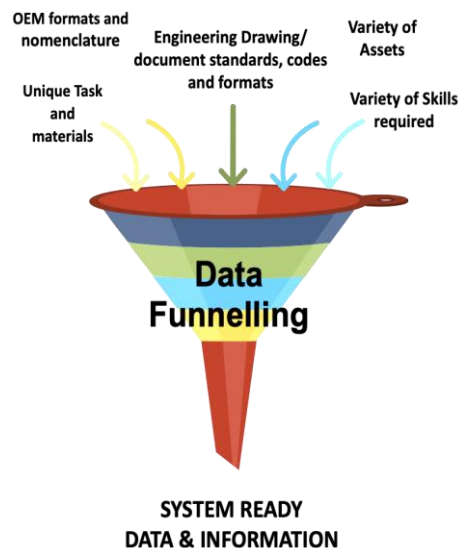 OEM formats and
nomenclature
Engineering Drawing/
document standards, codes
and formats
Variety of
Assets
Unique Task
and
materials
Variety of Skills
required
Data
Funnelling
SYSTEM READY
DATA & INFORMATION